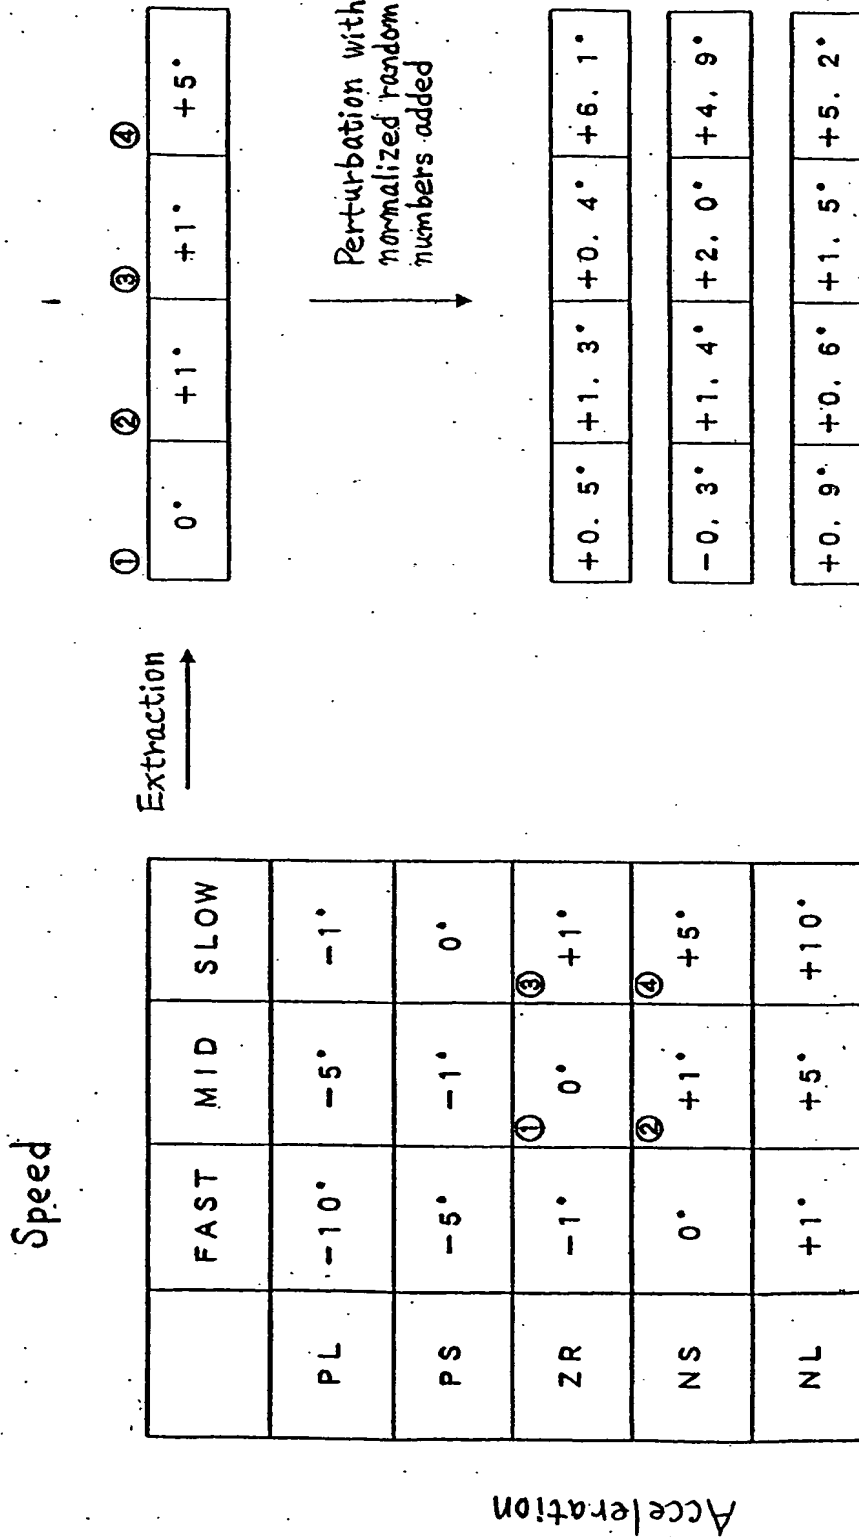 Speed
Acceleration
FAST MID SLOW
PL −10° −5° −1°
PS −5° −1° 0°
ZR −1° ① 0° ③ +1°
NS 0° ② +1° ④ +5°
NL +1° +5° +10°
Extraction
① ② ③ ④
0° +1° +1° +5°
Perturbation with
normalized random
numbers added
+0. 5° +1. 3° +0. 4° +6. 1°
−0. 3° +1. 4° +2. 0° +4. 9°
+0. 9° +0. 6° +1. 5° +5. 2°